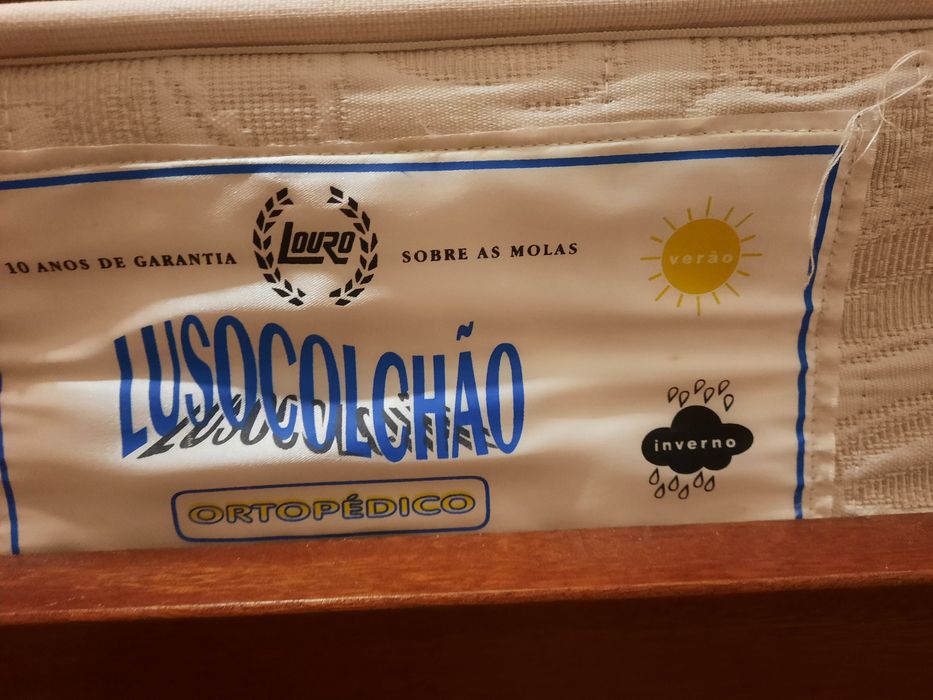 10 ANOS DE GARANTIA LOURO SOBRE AS MOLAS
verão
LUSOCOLCHÃO
inverno
ORTOPÉDICO